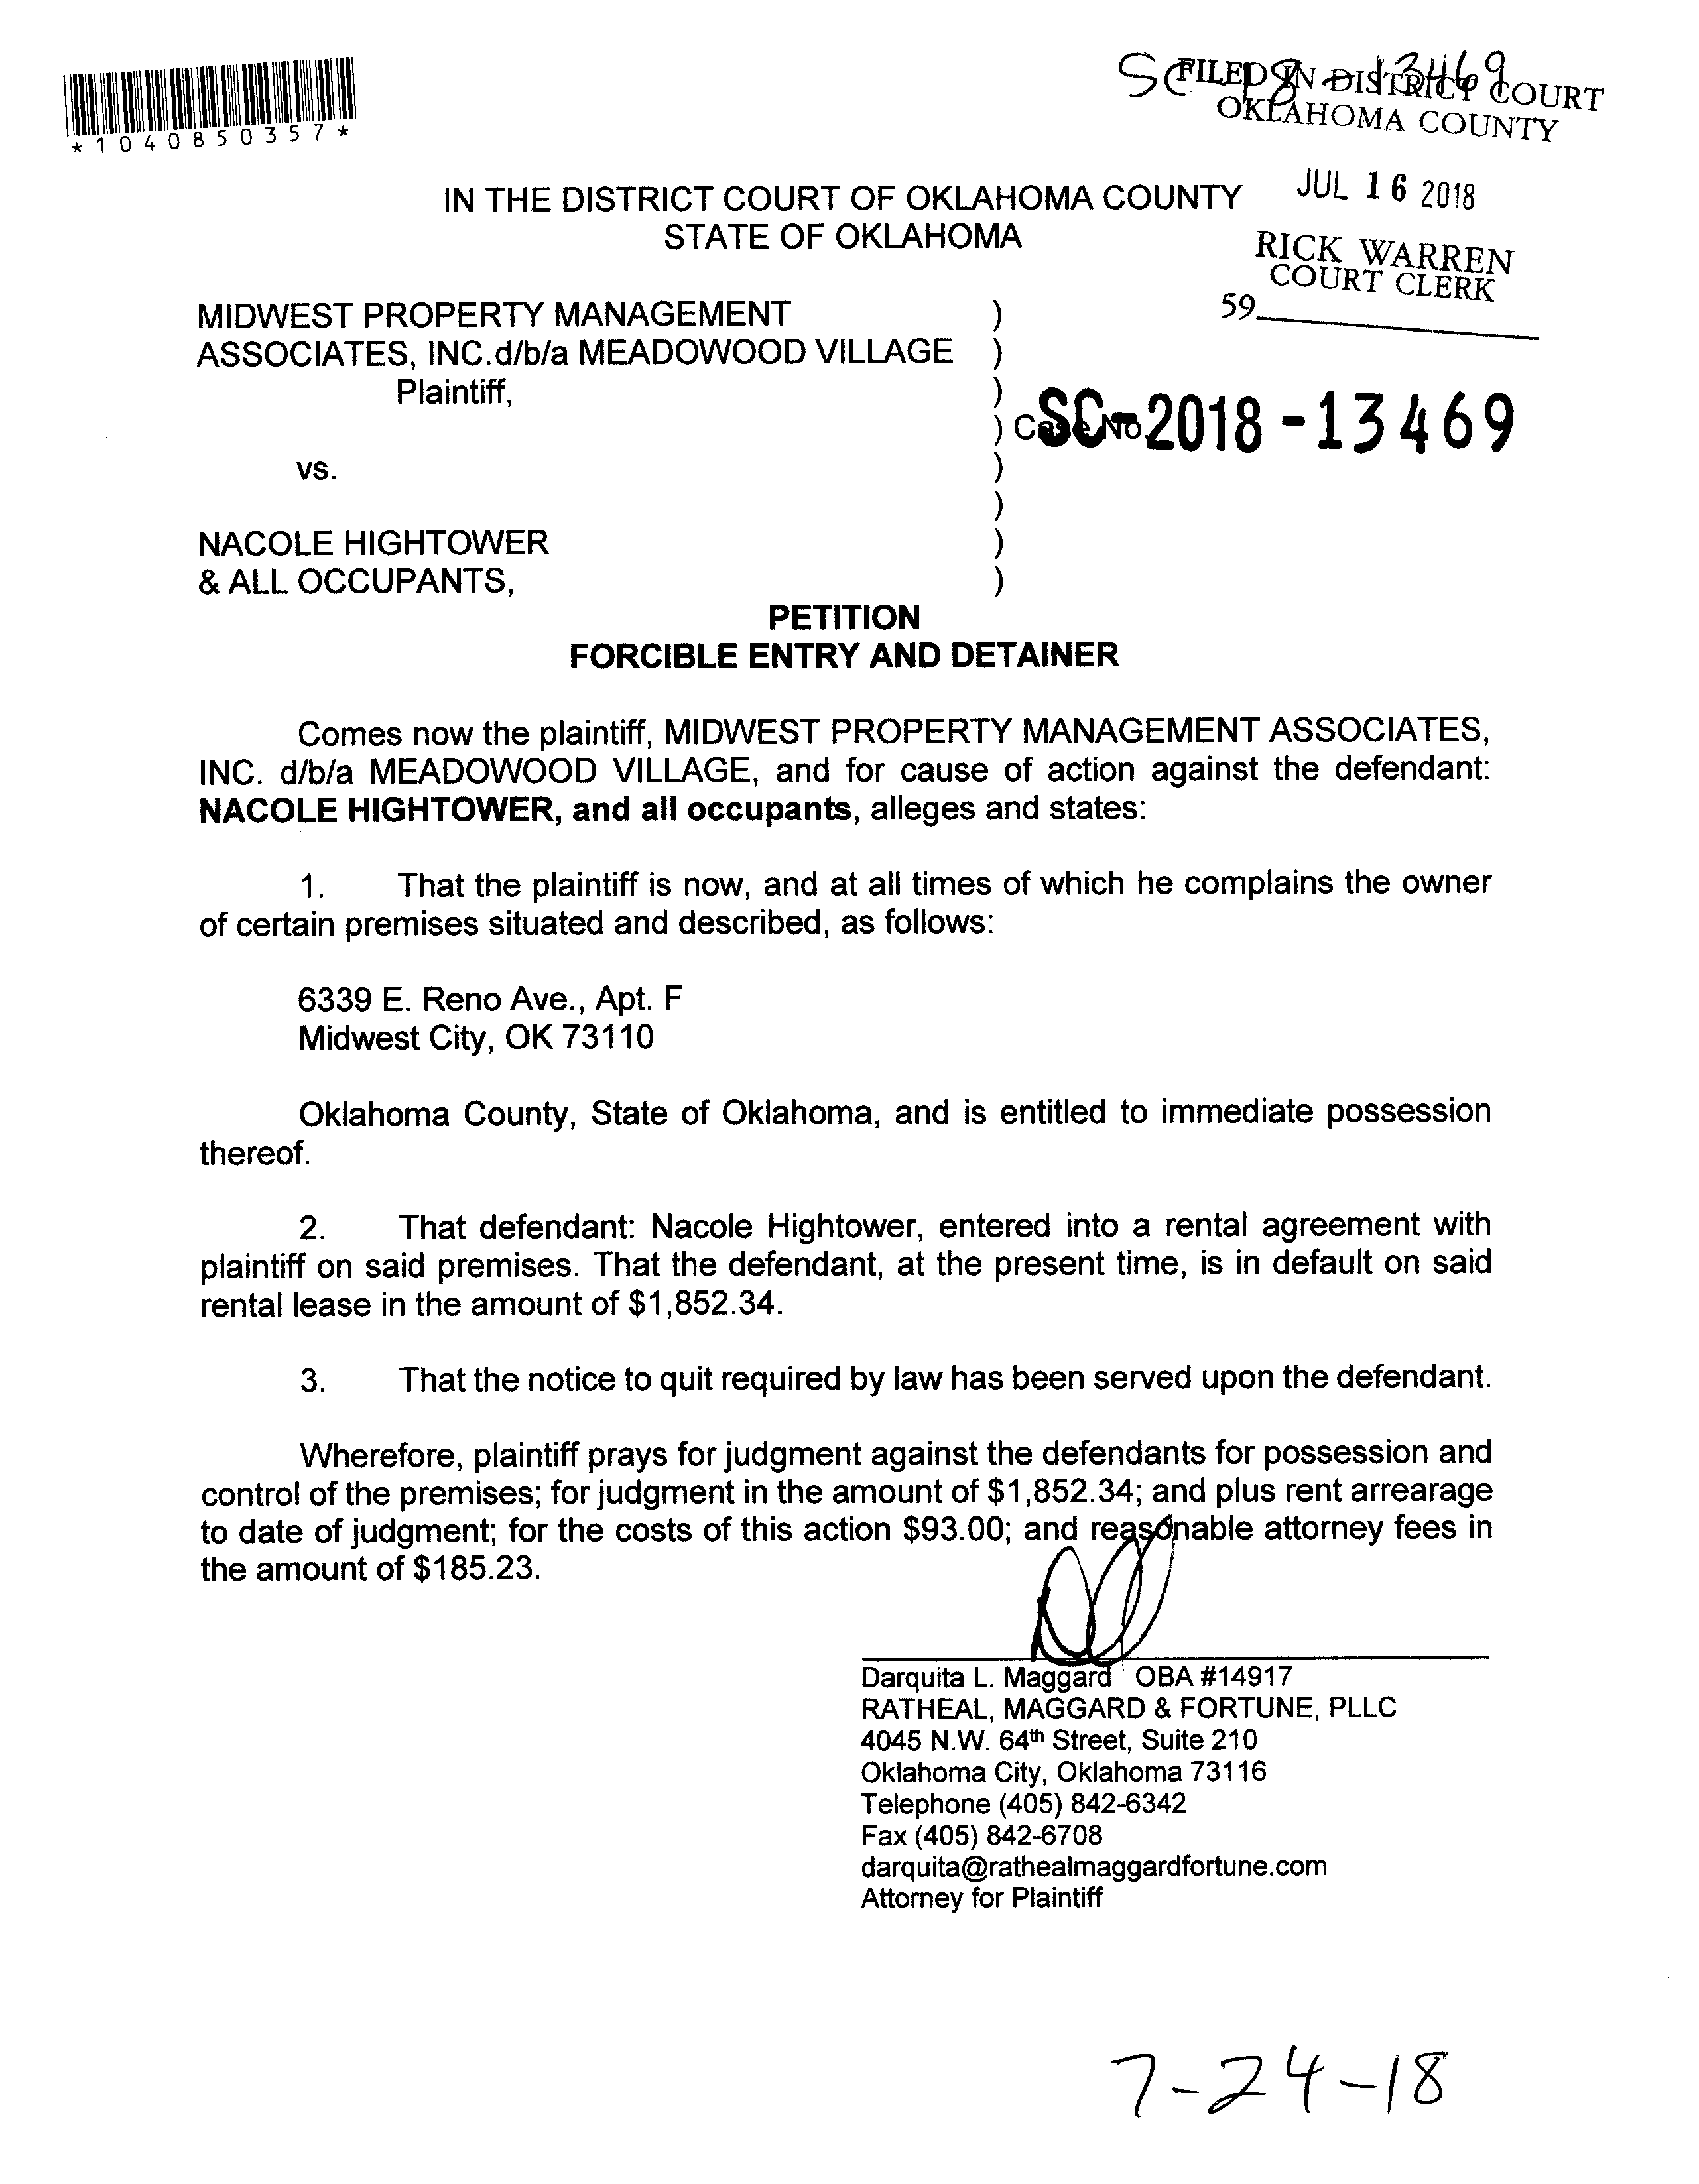 *1040850357*
SC 18-13469
FILED IN DISTRICT COURT
OKLAHOMA COUNTY
JUL 16 2018
RICK WARREN
COURT CLERK
59
IN THE DISTRICT COURT OF OKLAHOMA COUNTY
STATE OF OKLAHOMA
MIDWEST PROPERTY MANAGEMENT )
ASSOCIATES, INC.d/b/a MEADOWOOD VILLAGE )
Plaintiff, )
) Case No. SC-2018-13469
vs. )
)
NACOLE HIGHTOWER )
& ALL OCCUPANTS, )
PETITION
FORCIBLE ENTRY AND DETAINER
Comes now the plaintiff, MIDWEST PROPERTY MANAGEMENT ASSOCIATES,
INC. d/b/a MEADOWOOD VILLAGE, and for cause of action against the defendant:
NACOLE HIGHTOWER, and all occupants, alleges and states:
1. That the plaintiff is now, and at all times of which he complains the owner
of certain premises situated and described, as follows:
6339 E. Reno Ave., Apt. F
Midwest City, OK 73110
Oklahoma County, State of Oklahoma, and is entitled to immediate possession
thereof.
2. That defendant: Nacole Hightower, entered into a rental agreement with
plaintiff on said premises. That the defendant, at the present time, is in default on said
rental lease in the amount of $1,852.34.
3. That the notice to quit required by law has been served upon the defendant.
Wherefore, plaintiff prays for judgment against the defendants for possession and
control of the premises; for judgment in the amount of $1,852.34; and plus rent arrearage
to date of judgment; for the costs of this action $93.00; and reasonable attorney fees in
the amount of $185.23.
Darquita L. Maggard OBA #14917
RATHEAL, MAGGARD & FORTUNE, PLLC
4045 N.W. 64th Street, Suite 210
Oklahoma City, Oklahoma 73116
Telephone (405) 842-6342
Fax (405) 842-6708
darquita@rathealmaggardfortune.com
Attorney for Plaintiff
7-24-18